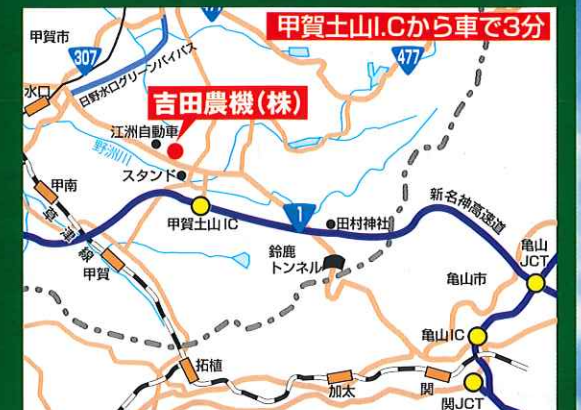 甲賀土山I.Cから車で3分
甲賀市
307
477
水口
日野水口グリーンバイパス
吉田農機(株)
江洲自動車
野洲川
スタンド
甲南
草津線
甲賀土山IC
1
田村神社
新名神高速道
甲賀
鈴鹿
トンネル
亀山
JCT
亀山市
亀山IC
拓植
加太
関
関JCT